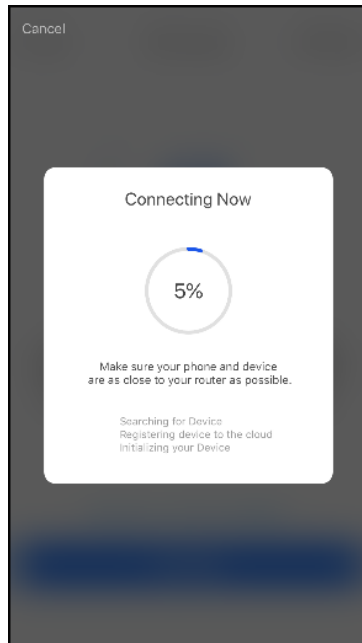 Cancel
Connecting Now
5%
Make sure your phone and device
are as close to your router as possible.
Searching for Device
Registering device to the cloud
Initializing your Device